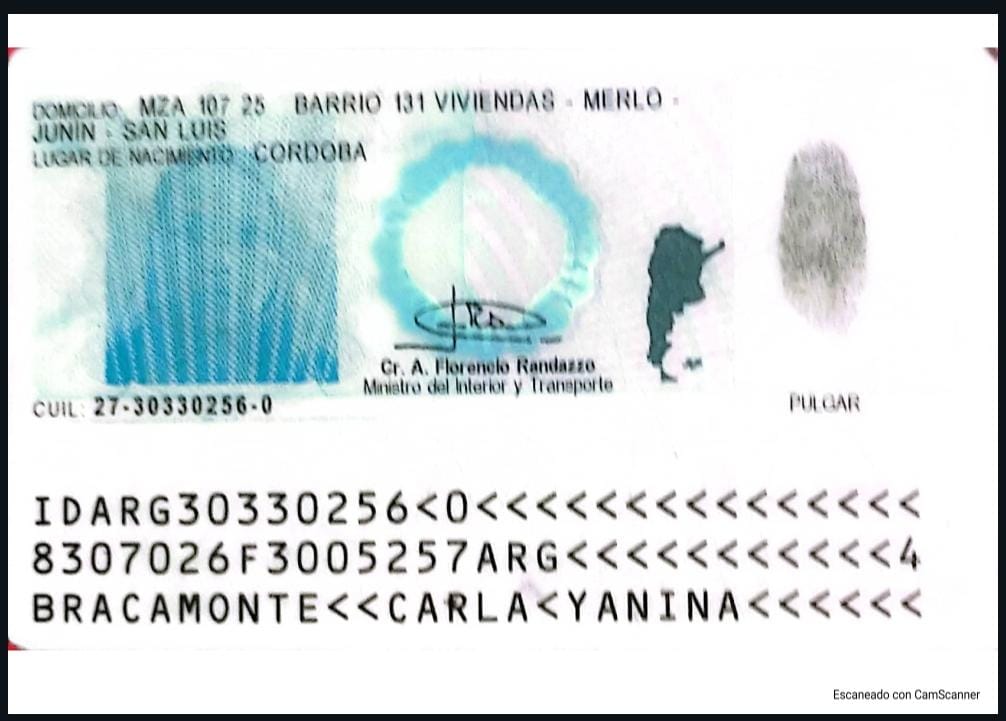 DOMICILIO: MZA 107 25 BARRIO 131 VIVIENDAS - MERLO -
JUNIN - SAN LUIS
LUGAR DE NACIMIENTO: CORDOBA
Cr. A. Florencio Randazzo
Ministro del Interior y Transporte
CUIL: 27-30330256-0
PULGAR
IDARG30330256<0<<<<<<<<<<<<<<<
8307026F3005257ARG<<<<<<<<<<<4
BRACAMONTE<<CARLA<YANINA<<<<<<
Escaneado con CamScanner